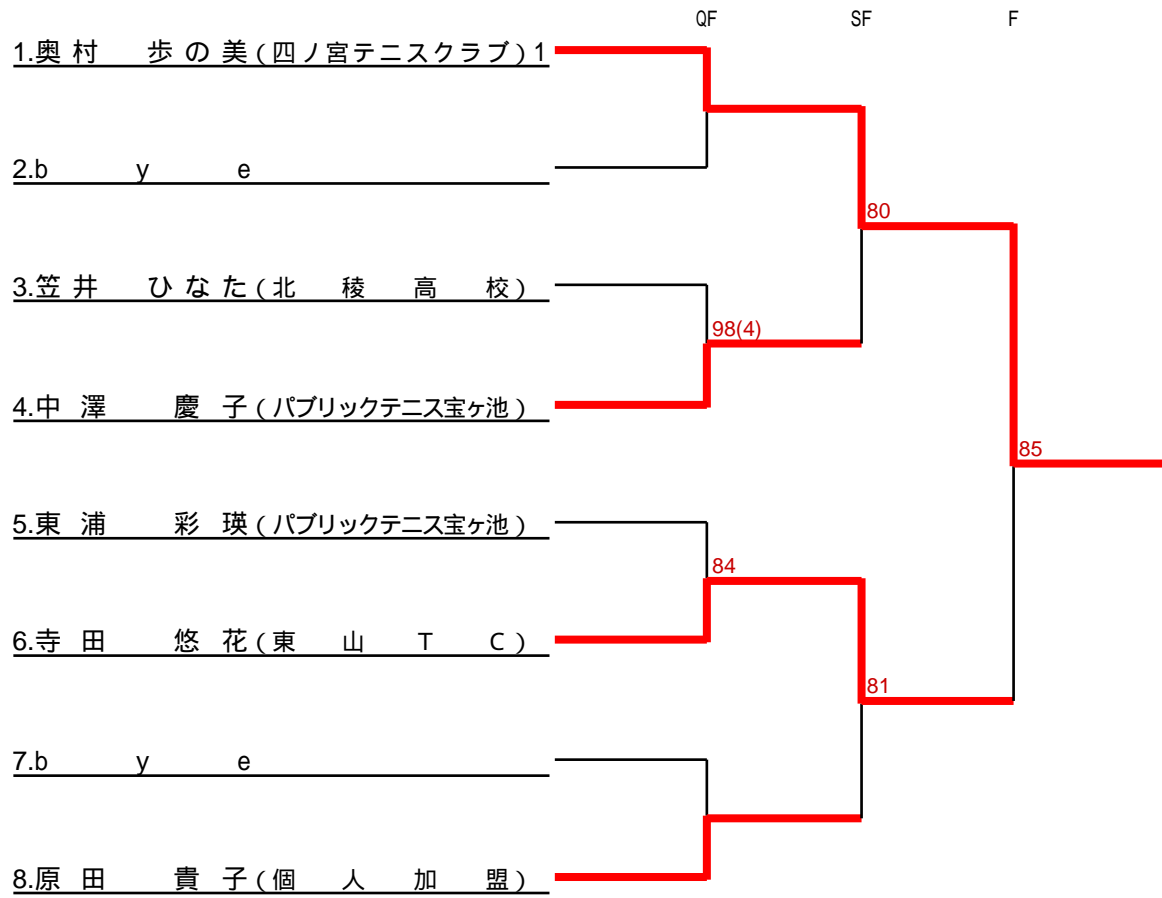 QF SF F
1.奥村 歩の美(四ノ宮テニスクラブ)1
2.b y e
80
3.笠井 ひなた(北稜高校)
98(4)
4.中澤 慶子(パブリックテニス宝ヶ池)
85
5.東浦 彩瑛(パブリックテニス宝ヶ池)
84
6.寺田 悠花(東山TC)
81
7.b y e
8.原田 貴子(個人加盟)